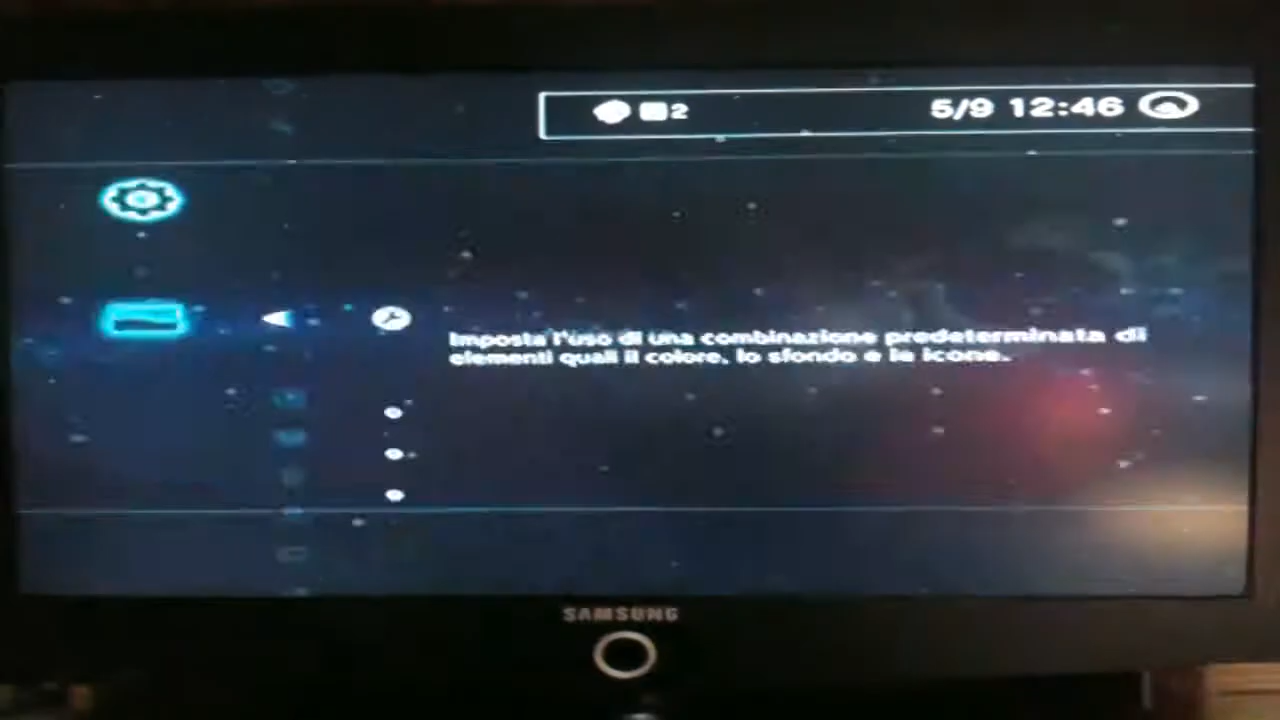 2
5/9 12:46
Imposta l'uso di una combinazione predeterminata di
elementi quali il colore, lo sfondo e le icone.
SAMSUNG